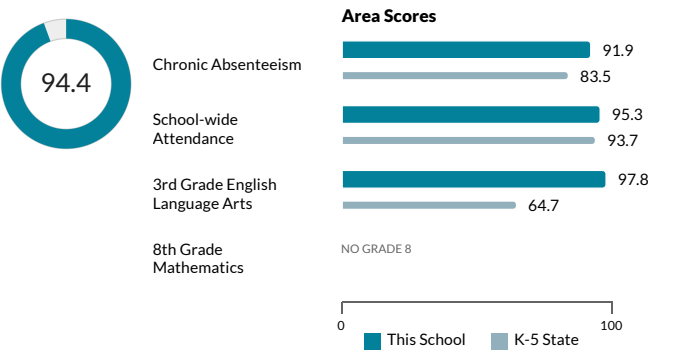 Area Scores
94.4
Chronic Absenteeism
91.9
83.5
School-wide
Attendance
95.3
93.7
3rd Grade English
Language Arts
97.8
64.7
8th Grade
Mathematics
NO GRADE 8
0
100
This School
K-5 State